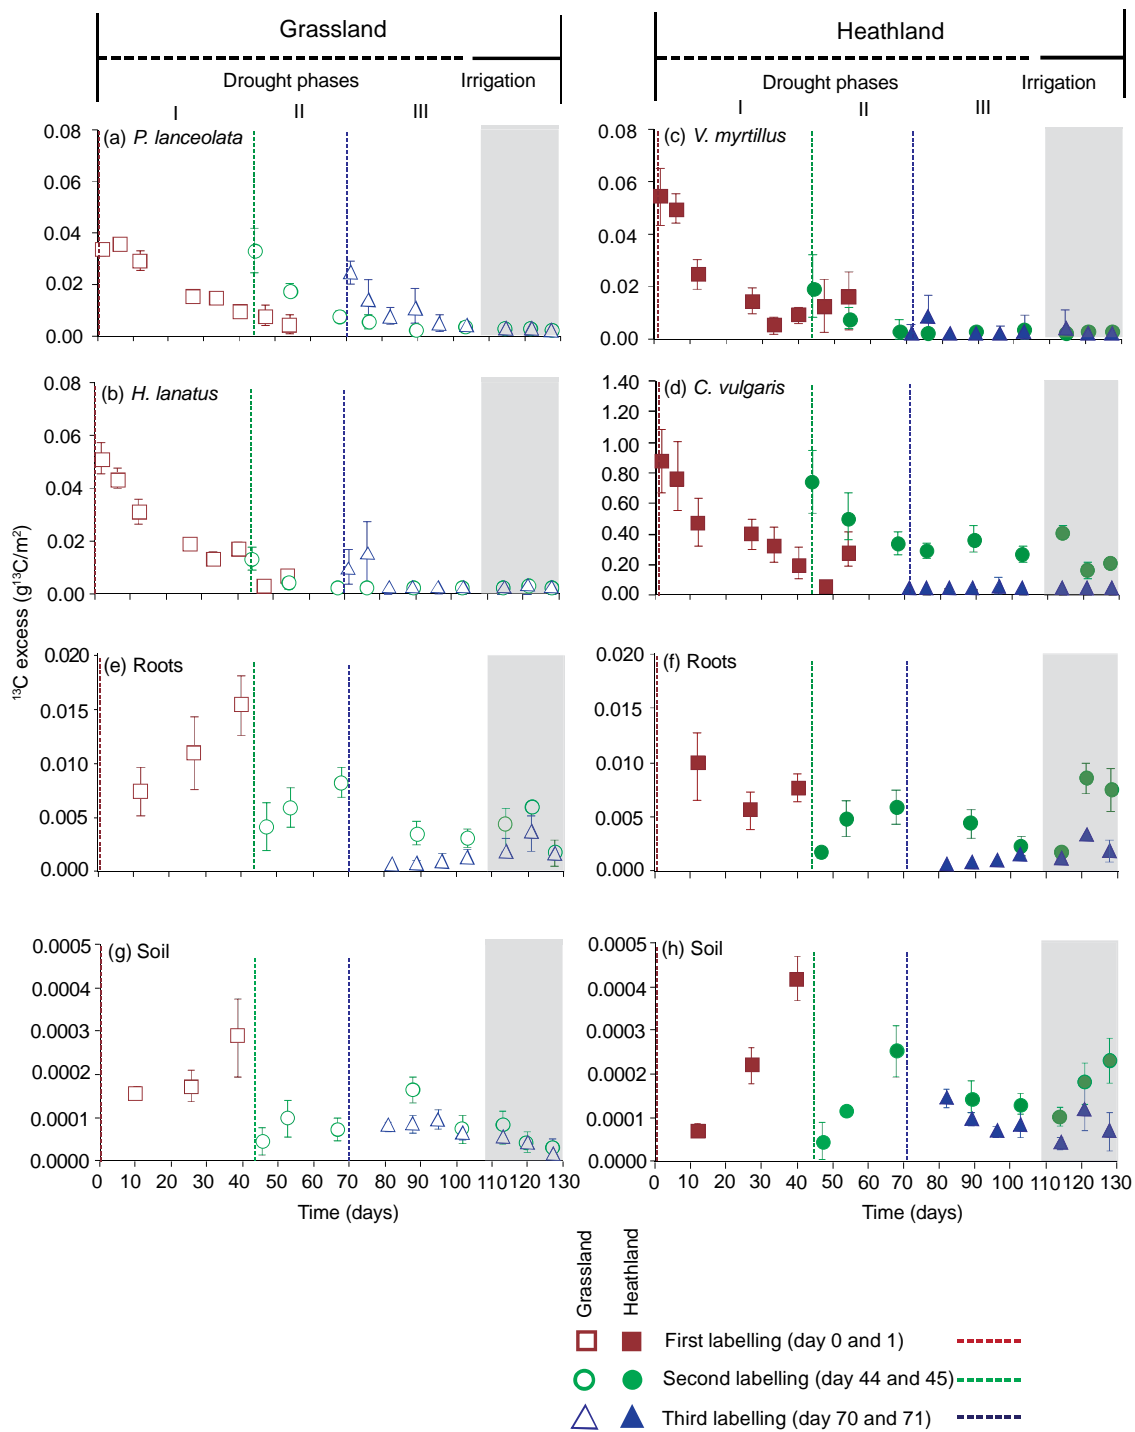 Grassland
Heathland
Drought phases
Irrigation
Drought phases
Irrigation
I
II
III
I
II
III
(a) P. lanceolata
0.08
0.06
0.04
0.02
0.00
(c) V. myrtillus
0.08
0.06
0.04
0.02
0.00
(b) H. lanatus
0.08
0.06
0.04
0.02
0.00
(d) C. vulgaris
1.40
1.20
1.00
0.80
0.60
0.40
0.20
0.00
¹³C excess (g¹³C/m²)
(e) Roots
0.020
0.015
0.010
0.005
0.000
(f) Roots
0.020
0.015
0.010
0.005
0.000
(g) Soil
0.0005
0.0004
0.0003
0.0002
0.0001
0.0000
0 10 20 30 40 50 60 70 80 90 100 110 120 130
Time (days)
(h) Soil
0.0005
0.0004
0.0003
0.0002
0.0001
0.0000
0 10 20 30 40 50 60 70 80 90 100 110 120 130
Time (days)
Grassland
Heathland
First labelling (day 0 and 1)
Second labelling (day 44 and 45)
Third labelling (day 70 and 71)